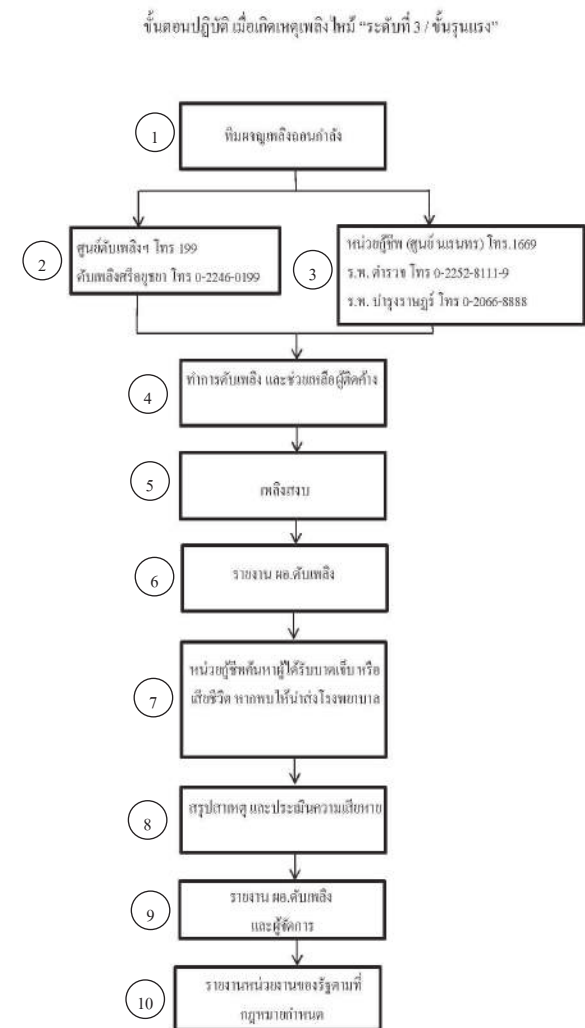 ขั้นตอนปฏิบัติ เมื่อเกิดเหตุเพลิงไหม้ “ระดับที่ 3 / ขั้นรุนแรง”
1
ทีมผจญเพลิงถอนกำลัง
2
ศูนย์ดับเพลิงฯ โทร 199
ดับเพลิงศรีอยุธยา โทร 0-2246-0199
3
หน่วยกู้ชีพ (ศูนย์ นเรนทร) โทร.1669
ร.พ. ตำรวจ โทร 0-2252-8111-9
ร.พ. บำรุงราษฎร์ โทร 0-2066-8888
4
ทำการดับเพลิง และช่วยเหลือผู้ติดค้าง
5
เพลิงสงบ
6
รายงาน ผอ.ดับเพลิง
7
หน่วยกู้ชีพค้นหาผู้ได้รับบาดเจ็บ หรือ
เสียชีวิต หากพบให้นำส่งโรงพยาบาล
8
สรุปสาเหตุ และประเมินความเสียหาย
9
รายงาน ผอ.ดับเพลิง
และผู้จัดการ
10
รายงานหน่วยงานของรัฐตามที่
กฎหมายกำหนด